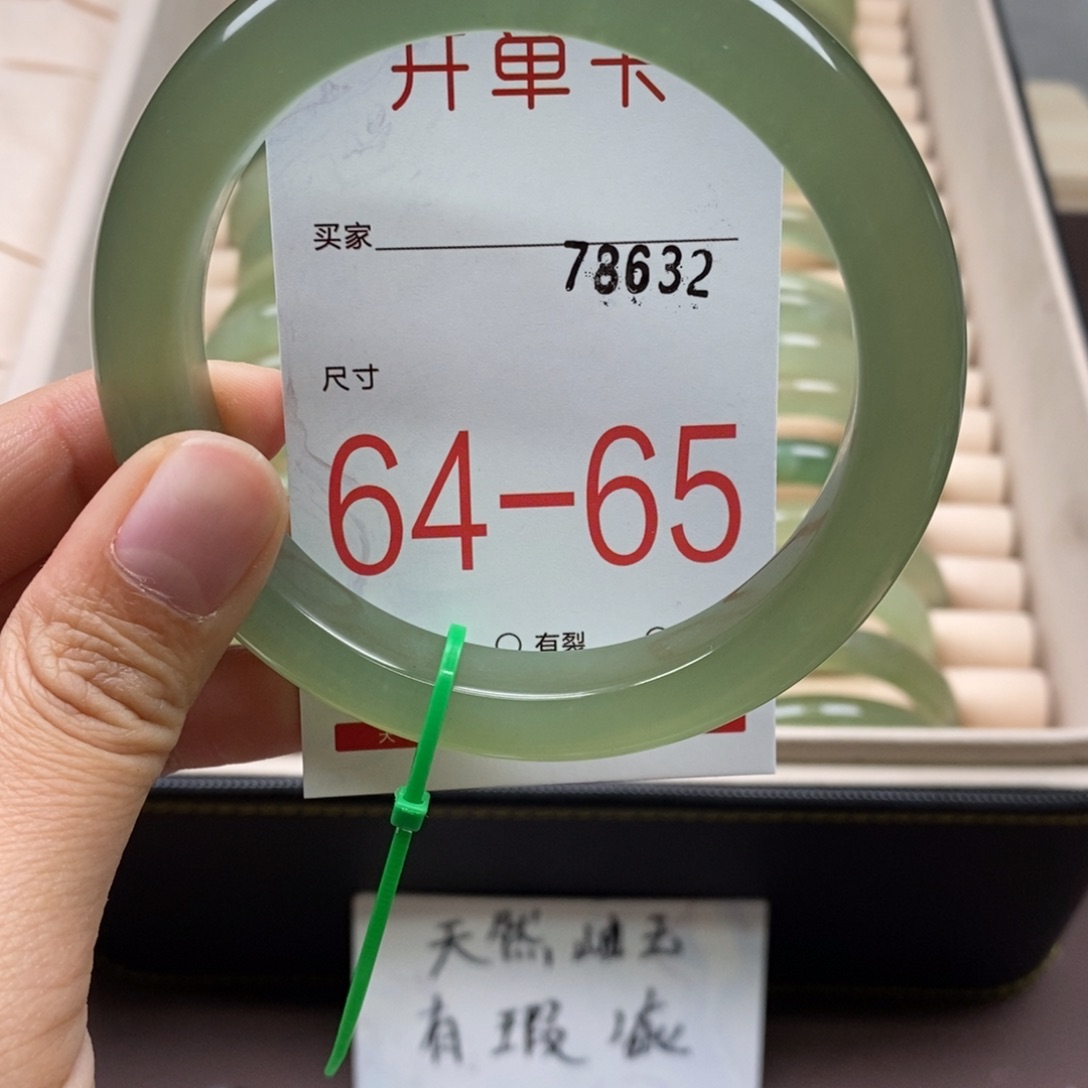 开单卡
买家
78632
尺寸
64-65
○ 有裂
天然岫玉
有瑕疵